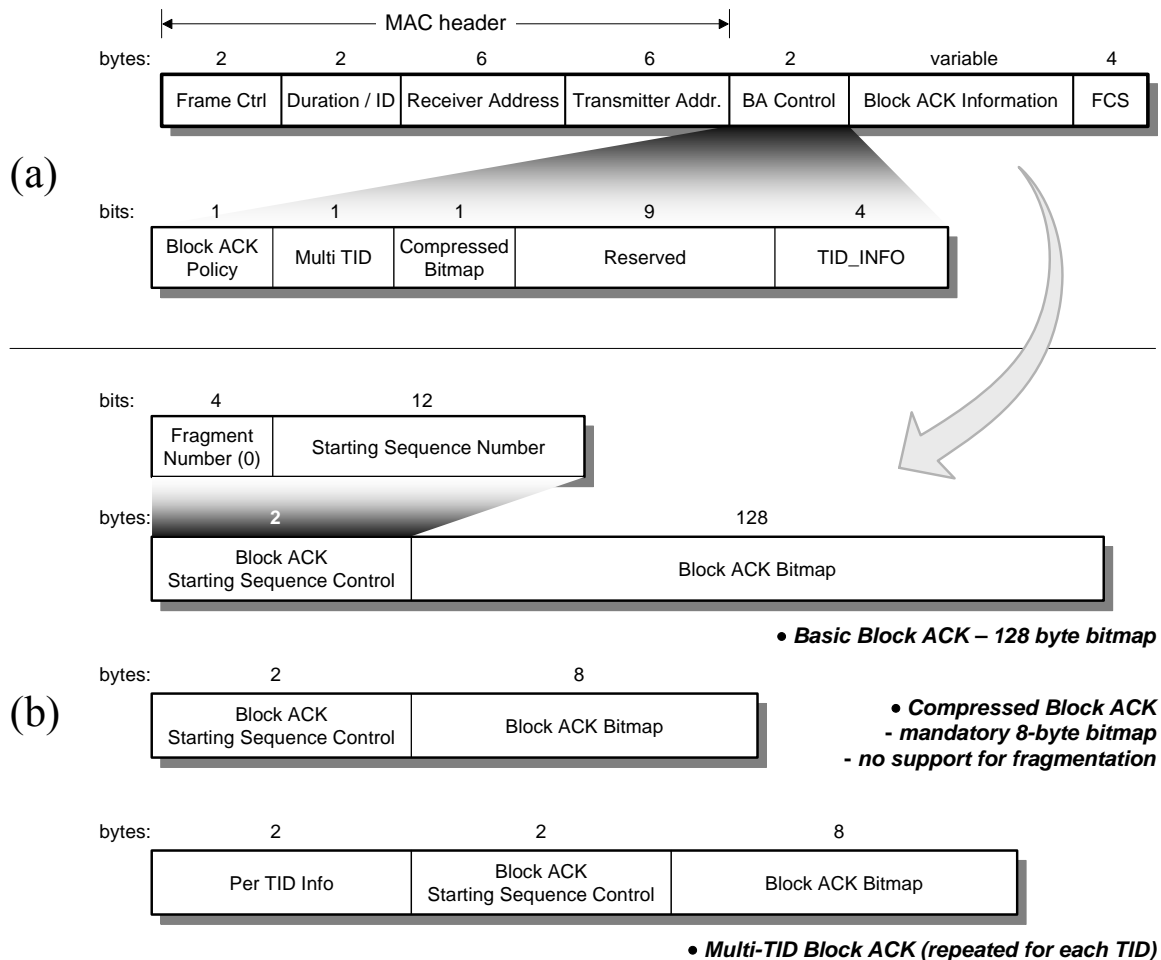 MAC header
bytes: 2 2 6 6 2 variable 4
Frame Ctrl Duration / ID Receiver Address Transmitter Addr. BA Control Block ACK Information FCS
(a)
bits: 1 1 1 9 4
Block ACK
Policy
Multi TID
Compressed
Bitmap
Reserved
TID_INFO
bits: 4 12
Fragment
Number (0)
Starting Sequence Number
bytes: 2 128
Block ACK
Starting Sequence Control
Block ACK Bitmap
• Basic Block ACK – 128 byte bitmap
(b)
bytes: 2 8
Block ACK
Starting Sequence Control
Block ACK Bitmap
• Compressed Block ACK
- mandatory 8-byte bitmap
- no support for fragmentation
bytes: 2 2 8
Per TID Info
Block ACK
Starting Sequence Control
Block ACK Bitmap
• Multi-TID Block ACK (repeated for each TID)